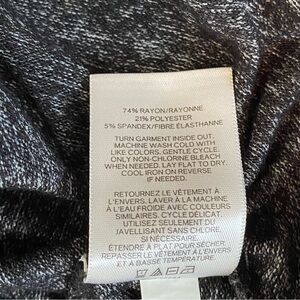 74% RAYON/RAYONNE
21% POLYESTER
5% SPANDEX/FIBRE ÉLASTHANNE
TURN GARMENT INSIDE OUT.
MACHINE WASH COLD WITH
LIKE COLORS, GENTLE CYCLE.
ONLY NON-CHLORINE BLEACH
WHEN NEEDED. LAY FLAT TO DRY.
COOL IRON ON REVERSE
IF NEEDED.
RETOURNEZ LE VÊTEMENT À
L'ENVERS. LAVER À LA MACHINE
À L'EAU FROIDE AVEC COULEURS
SIMILAIRES. CYCLE DÉLICAT.
UTILISEZ SEULEMENT DU
JAVELLISANT SANS CHLORE,
SI NÉCESSAIRE.
ÉTENDRE À PLAT POUR SÉCHER.
REPASSER LE VÊTEMENT À L'ENVERS
ET À BASSE TEMPÉRATURE.